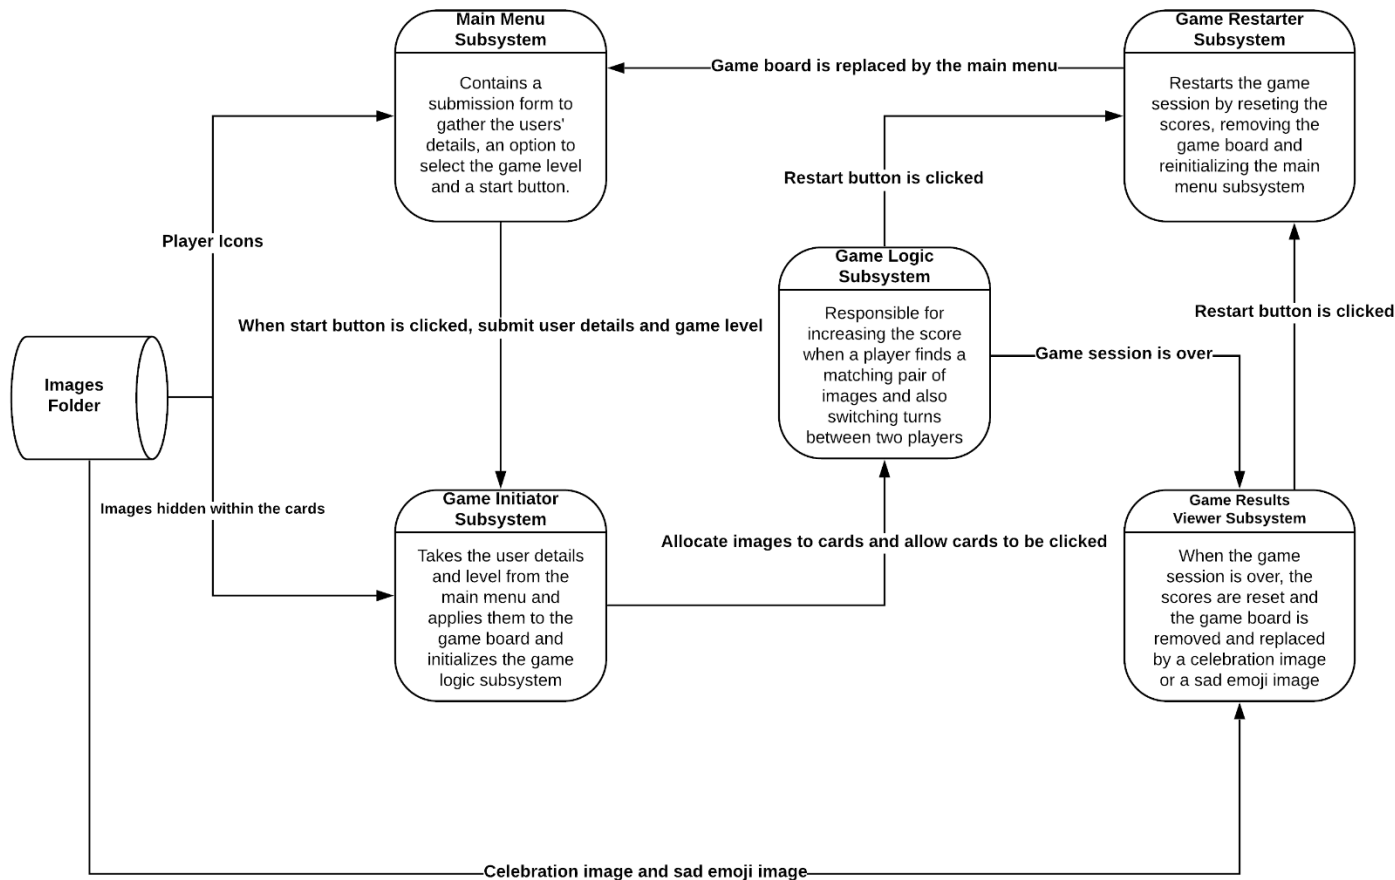 Main Menu
Subsystem
Contains a
submission form to
gather the users'
details, an option to
select the game level
and a start button.
Game board is replaced by the main menu
Game Restarter
Subsystem
Restarts the game
session by reseting the
scores, removing the
game board and
reinitializing the main
menu subsystem
Restart button is clicked
Player Icons
Game Logic
Subsystem
Responsible for
increasing the score
when a player finds a
matching pair of
images and also
switching turns
between two players
Restart button is clicked
When start button is clicked, submit user details and game level
Game session is over
Images
Folder
Images hidden within the cards
Game Initiator
Subsystem
Takes the user details
and level from the
main menu and
applies them to the
game board and
initializes the game
logic subsystem
Allocate images to cards and allow cards to be clicked
Game Results
Viewer Subsystem
When the game
session is over, the
scores are reset and
the game board is
removed and replaced
by a celebration image
or a sad emoji image
Celebration image and sad emoji image